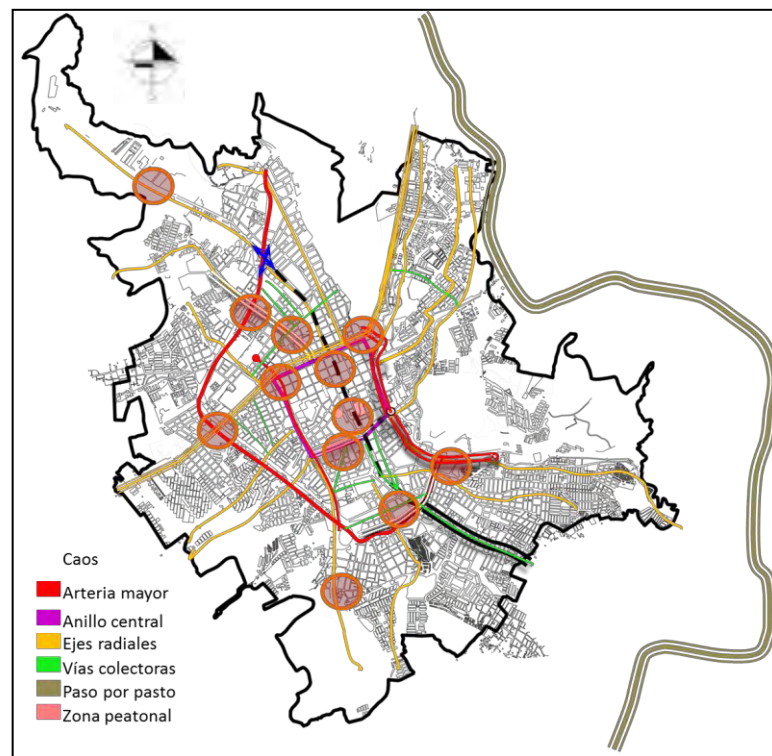 Caos
Arteria mayor
Anillo central
Ejes radiales
Vías colectoras
Paso por pasto
Zona peatonal